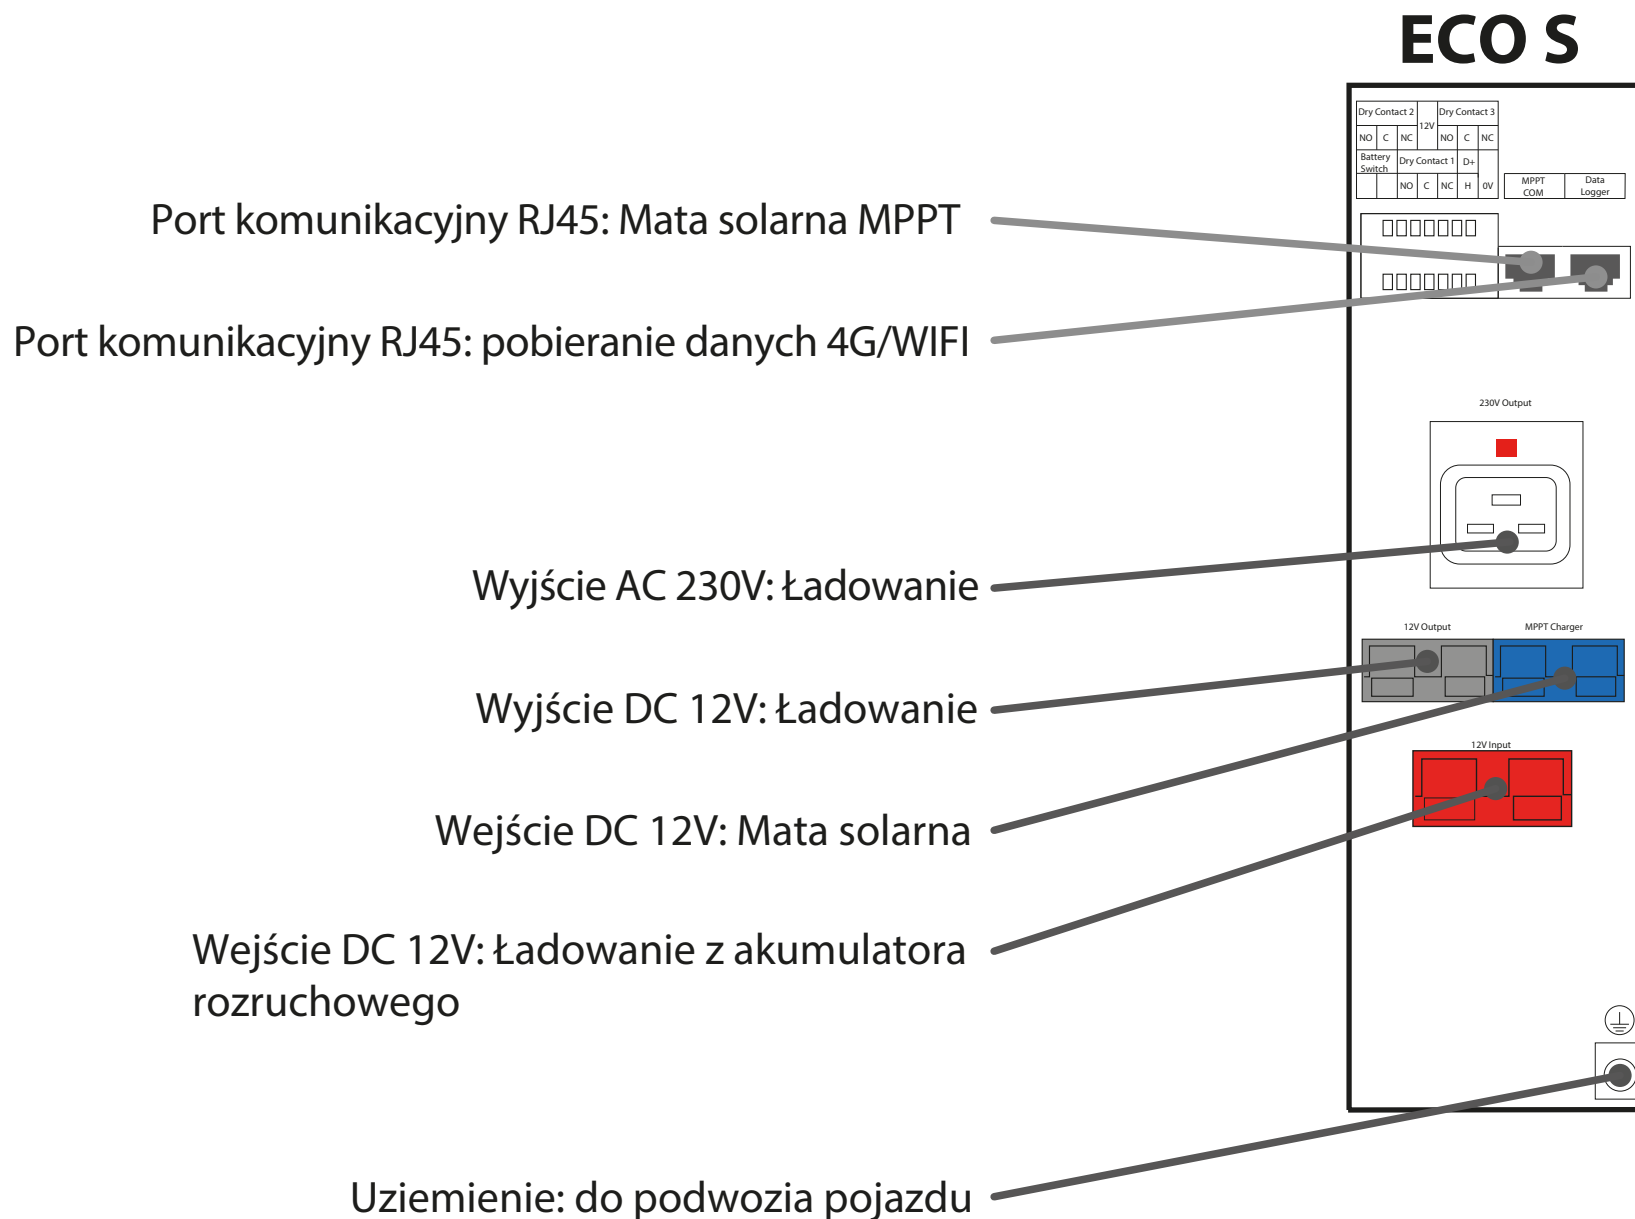 ECO S
Dry Contact 2 12V Dry Contact 3
NO C NC NO C NC
Battery Switch Dry Contact 1 D+
NO C NC H 0V
MPPT COM Data Logger
Port komunikacyjny RJ45: Mata solarna MPPT
Port komunikacyjny RJ45: pobieranie danych 4G/WIFI
230V Output
Wyjście AC 230V: Ładowanie
12V Output MPPT Charger
Wyjście DC 12V: Ładowanie
12V Input
Wejście DC 12V: Mata solarna
Wejście DC 12V: Ładowanie z akumulatora
rozruchowego
Uziemienie: do podwozia pojazdu